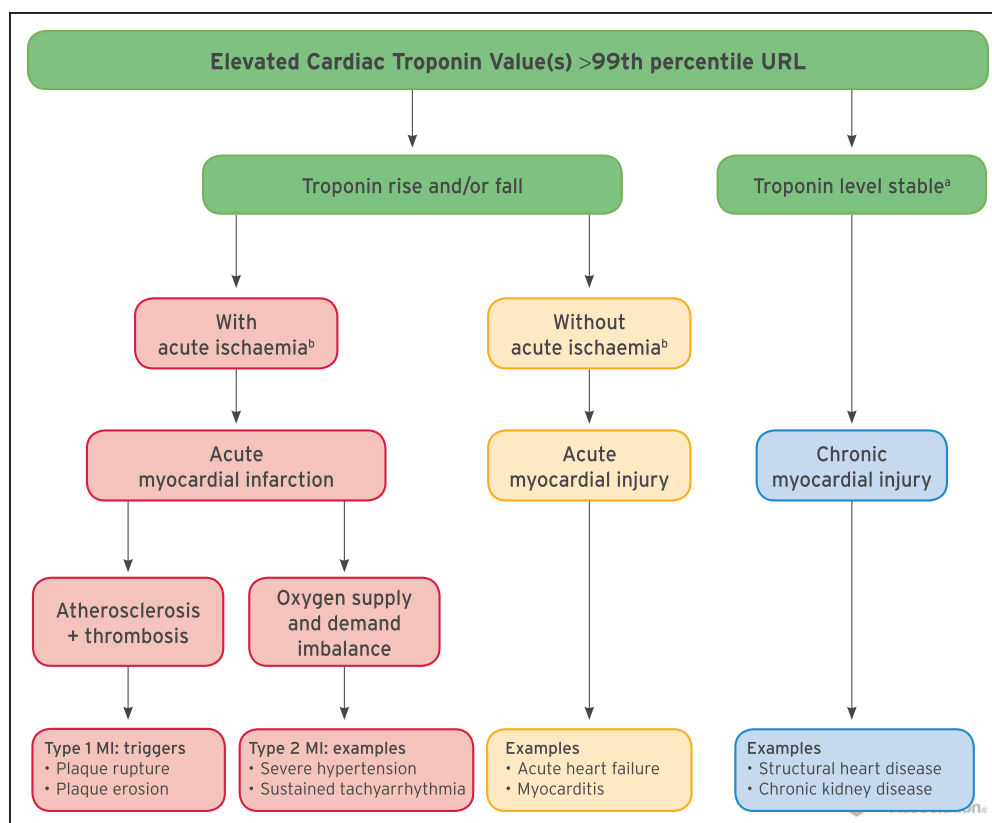 Elevated Cardiac Troponin Value(s) >99th percentile URL
Troponin rise and/or fall
Troponin level stableᵃ
With
acute ischaemiaᵇ
Without
acute ischaemiaᵇ
Acute
myocardial infarction
Acute
myocardial injury
Chronic
myocardial injury
Atherosclerosis
+ thrombosis
Oxygen supply
and demand
imbalance
Type 1 MI: triggers
• Plaque rupture
• Plaque erosion
Type 2 MI: examples
• Severe hypertension
• Sustained tachyarrhythmia
Examples
• Acute heart failure
• Myocarditis
Examples
• Structural heart disease
• Chronic kidney disease